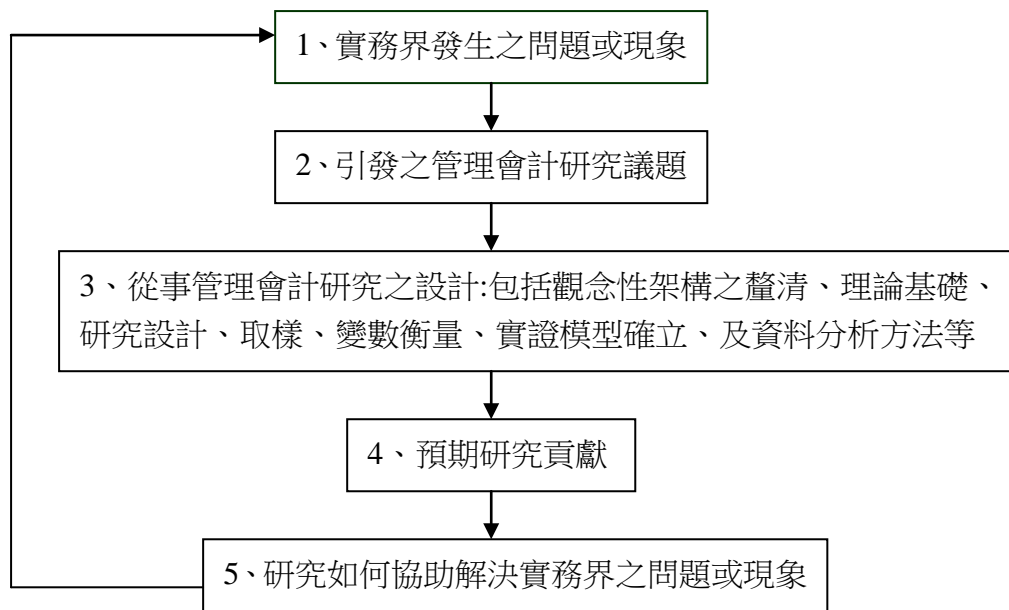 1、實務界發生之問題或現象
2、引發之管理會計研究議題
3、從事管理會計研究之設計:包括觀念性架構之釐清、理論基礎、
研究設計、取樣、變數衡量、實證模型確立、及資料分析方法等
4、預期研究貢獻
5、研究如何協助解決實務界之問題或現象